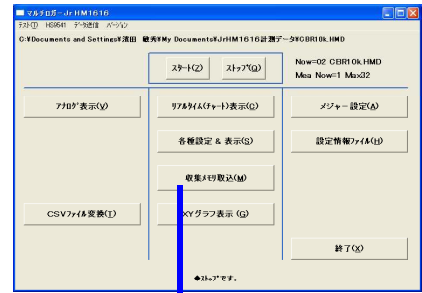 マルチロガー Jr HM1616
テスト(T) HS9541 データ送信 バージョン
C:¥Documents and Settings¥濱田 敏秀¥My Documents¥JrHM1616計測データ¥CBR10k.HMD
スタート(Z) ストップ(Q)
Now=02 CBR10k.HMD
Mea Now=1 Max32
アナログ表示(V) リアルタイム(チャート)表示(C) メジャー設定(A)
各種設定 & 表示(S) 設定情報ファイル(H)
収集メモリ取込(M)
CSVファイル変換(T) XYグラフ表示 (G)
終了(X)
◆ストップです。